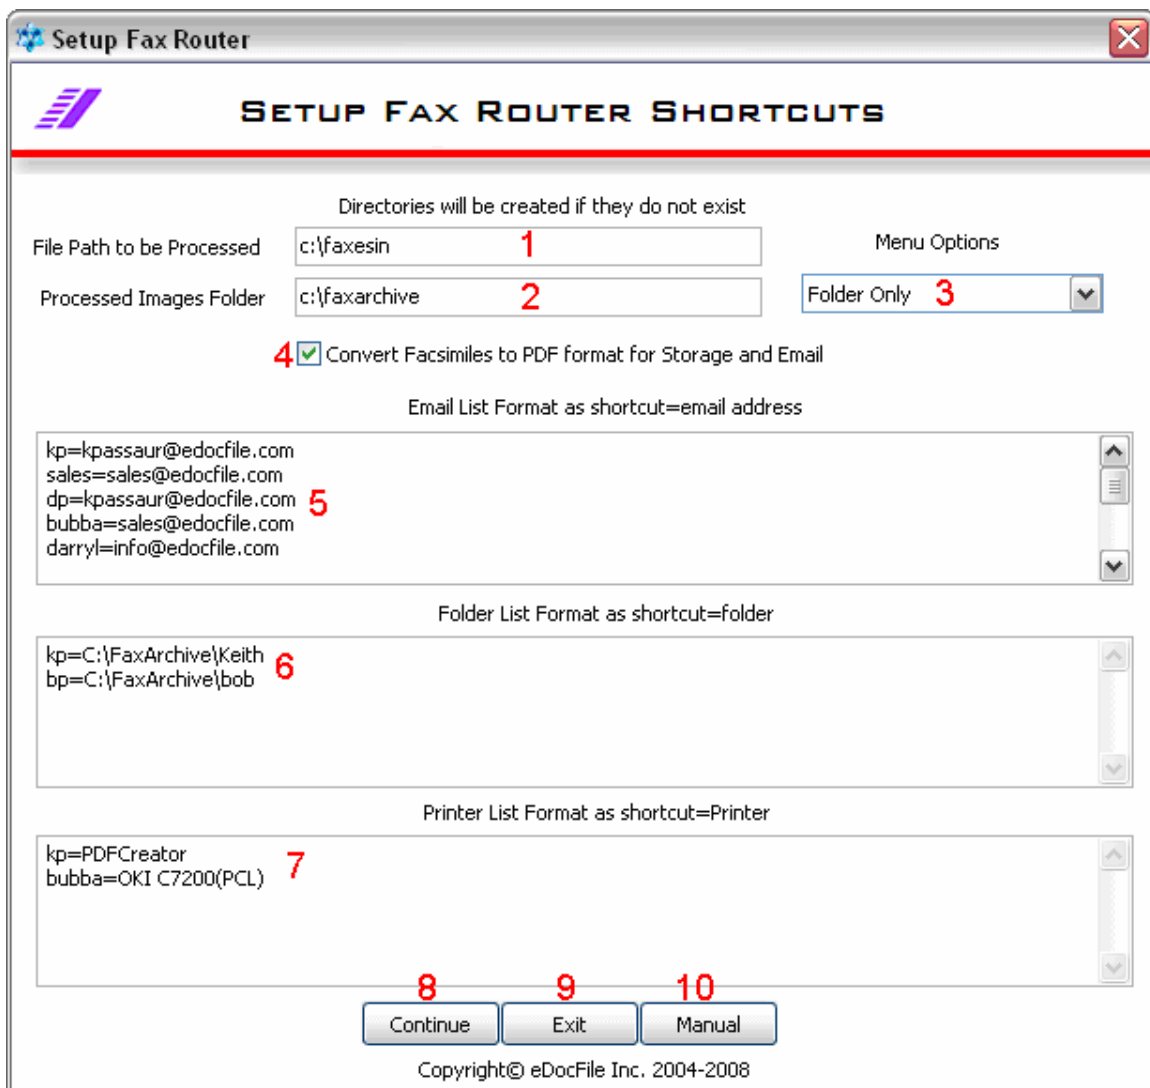 Setup Fax Router
SETUP FAX ROUTER SHORTCUTS
Directories will be created if they do not exist
File Path to be Processed c:\faxesin 1 Menu Options
Processed Images Folder c:\faxarchive 2 Folder Only 3
4 Convert Facsimiles to PDF format for Storage and Email
Email List Format as shortcut=email address
kp=kpassaur@edocfile.com
sales=sales@edocfile.com
dp=kpassaur@edocfile.com 5
bubba=sales@edocfile.com
darryl=info@edocfile.com
Folder List Format as shortcut=folder
kp=C:\FaxArchive\Keith 6
bp=C:\FaxArchive\bob
Printer List Format as shortcut=Printer
kp=PDFCreator 7
bubba=OKI C7200(PCL)
8 9 10
Continue Exit Manual
Copyright© eDocFile Inc. 2004-2008